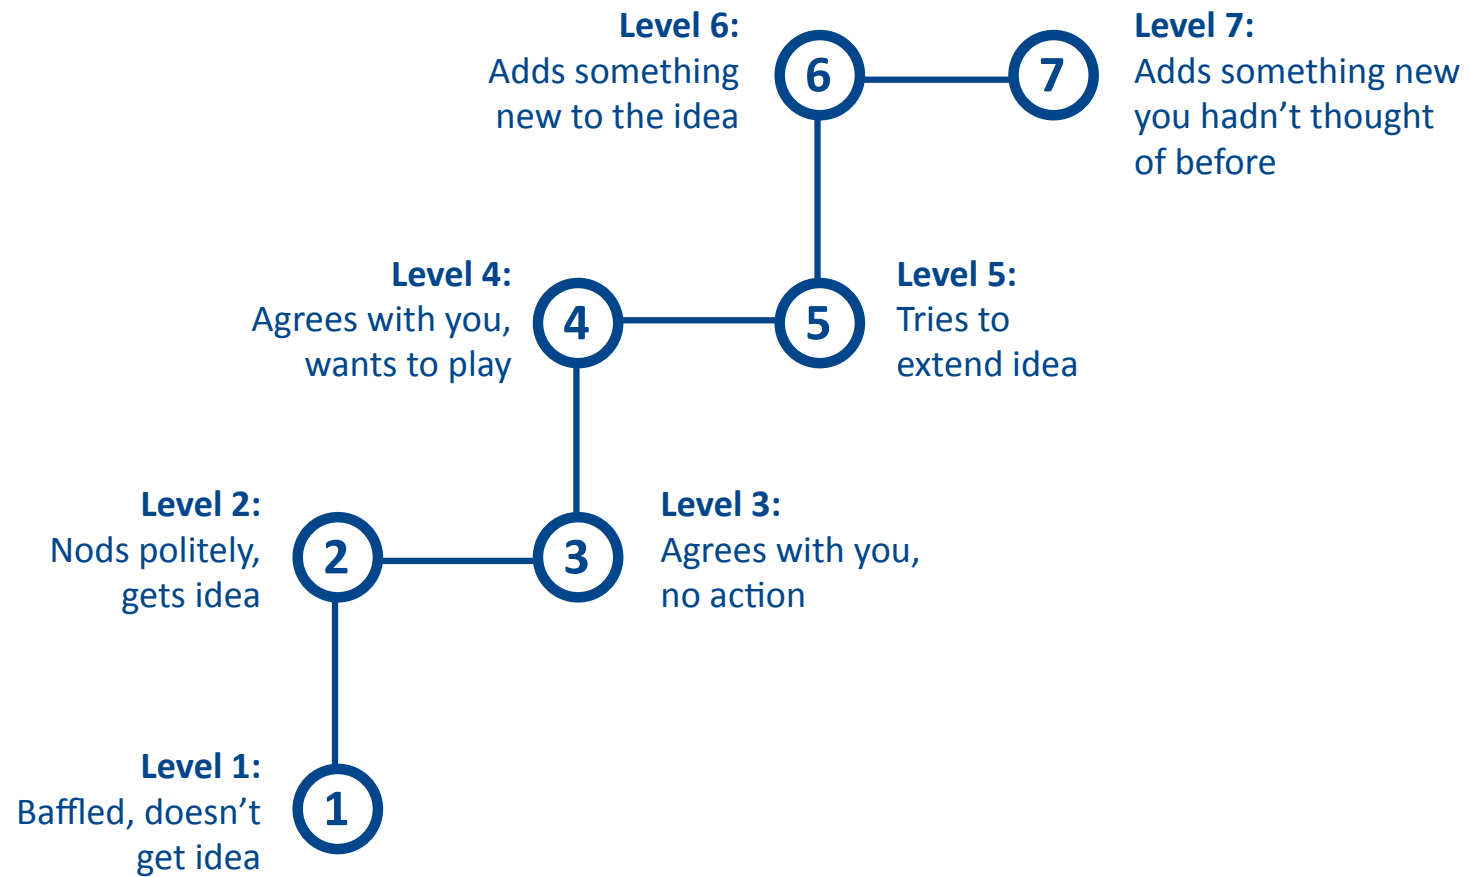 Level 6:
Adds something
new to the idea
6
7
Level 7:
Adds something new
you hadn’t thought
of before
Level 4:
Agrees with you,
wants to play
4
5
Level 5:
Tries to
extend idea
Level 2:
Nods politely,
gets idea
2
3
Level 3:
Agrees with you,
no action
Level 1:
Baffled, doesn’t
get idea
1